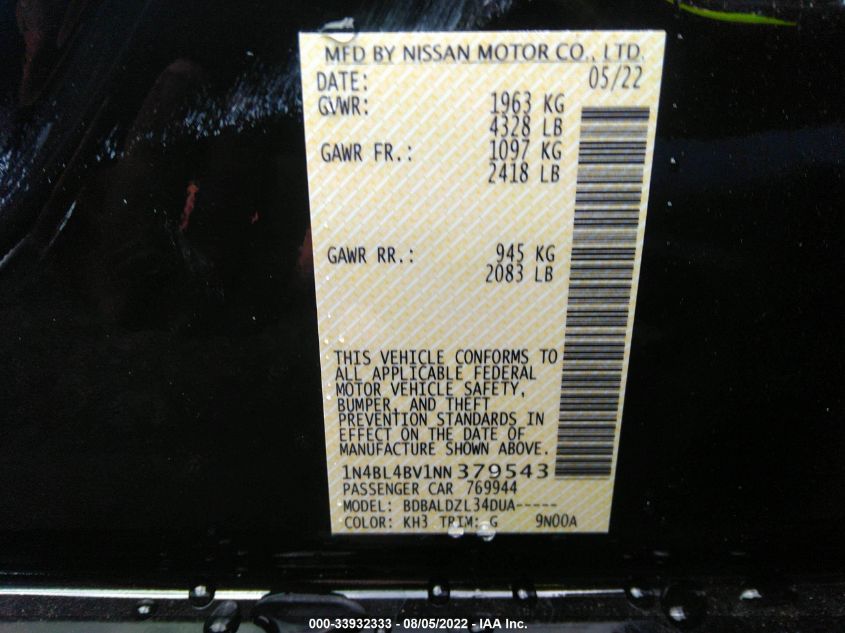 MFD BY NISSAN MOTOR CO., LTD.
DATE: 05/22
GVWR: 1963 KG
4328 LB
GAWR FR.: 1097 KG
2418 LB
GAWR RR.: 945 KG
2083 LB
THIS VEHICLE CONFORMS TO
ALL APPLICABLE FEDERAL
MOTOR VEHICLE SAFETY,
BUMPER, AND THEFT
PREVENTION STANDARDS IN
EFFECT ON THE DATE OF
MANUFACTURE SHOWN ABOVE.
1N4BL4BV1NN379543
PASSENGER CAR 769944
MODEL: BDBALDZL34DUA-----
COLOR: KH3 TRIM: G 9N00A
000-33932333 - 08/05/2022 - IAA Inc.